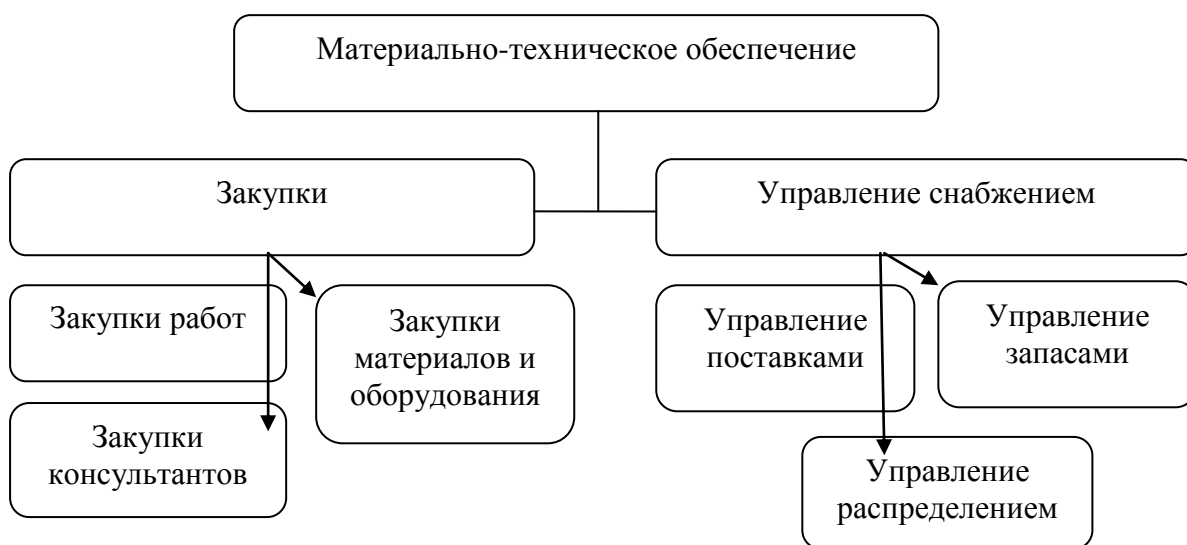 Материально-техническое обеспечение
Закупки
Управление снабжением
Закупки работ
Закупки
материалов и
оборудования
Управление
поставками
Управление
запасами
Закупки
консультантов
Управление
распределением